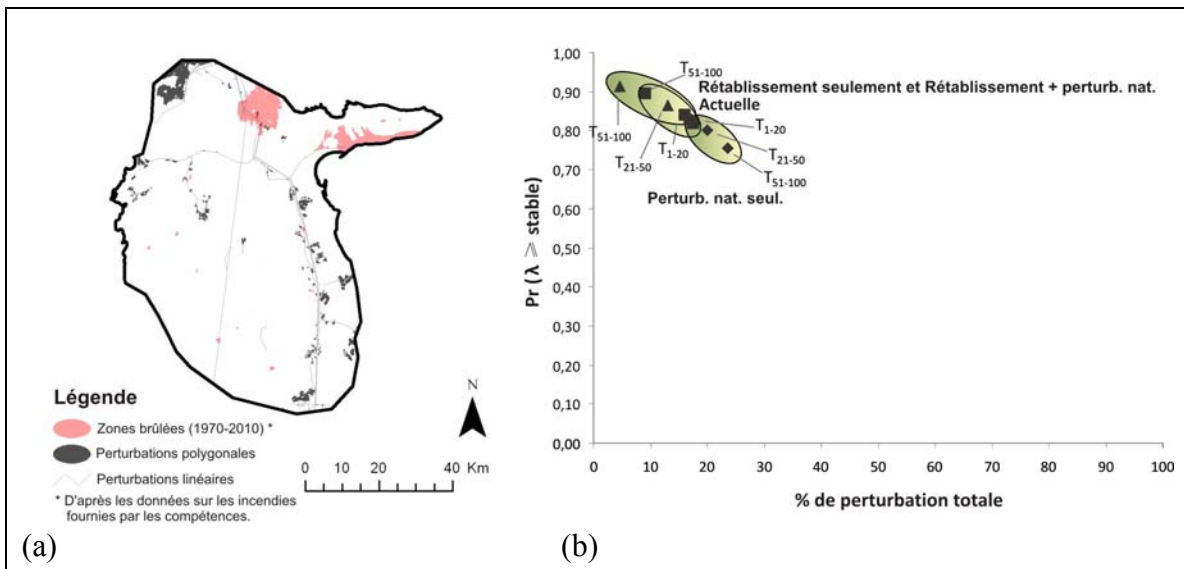 Légende
Zones brûlées (1970-2010) *
Perturbations polygonales
Perturbations linéaires
* D'après les données sur les incendies
fournies par les compétences.
N
0 10 20 40 Km
(a)
Pr (λ ⩾ stable)
1,00
0,90
0,80
0,70
0,60
0,50
0,40
0,30
0,20
0,10
0,00
T51-100
Rétablissement seulement et Rétablissement + perturb. nat.
Actuelle
T51-100
T21-50
T1-20
T1-20
T21-50
T51-100
Perturb. nat. seul.
0 10 20 30 40 50 60 70 80 90 100
% de perturbation totale
(b)